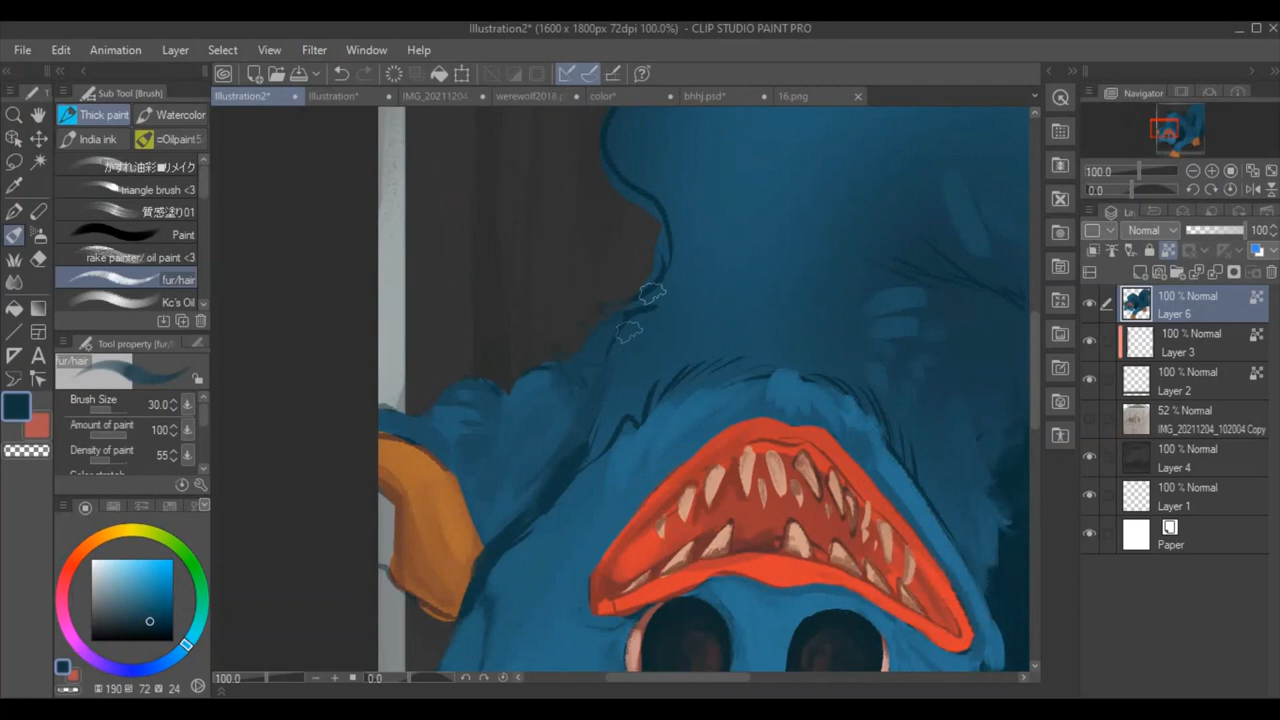 Illustration2* (1600 x 1800px 72dpi 100.0%) - CLIP STUDIO PAINT PRO
File Edit Animation Layer Select View Filter Window Help
Sub Tool [Brush]
Illustration2* Illustration* IMG_20211204 werewolf2018.p color* bhhj.psd* 16.png
Navigator
Thick paint Watercolor
India ink =Oilpaint5
かすれ油彩■リメイク
triangle brush <3
質感塗り01
Paint
rake painter/ oil paint <3
fur/hair
Kc's Oil
Tool property [fur/h
fur/hair
Brush Size 30.0
Amount of paint 100
Density of paint 55
190 72 24
100.0 0.0
100.0
0.0
Normal 100
100 % Normal
Layer 6
100 % Normal
Layer 3
100 % Normal
Layer 2
52 % Normal
IMG_20211204_102004 Copy
100 % Normal
Layer 4
100 % Normal
Layer 1
Paper